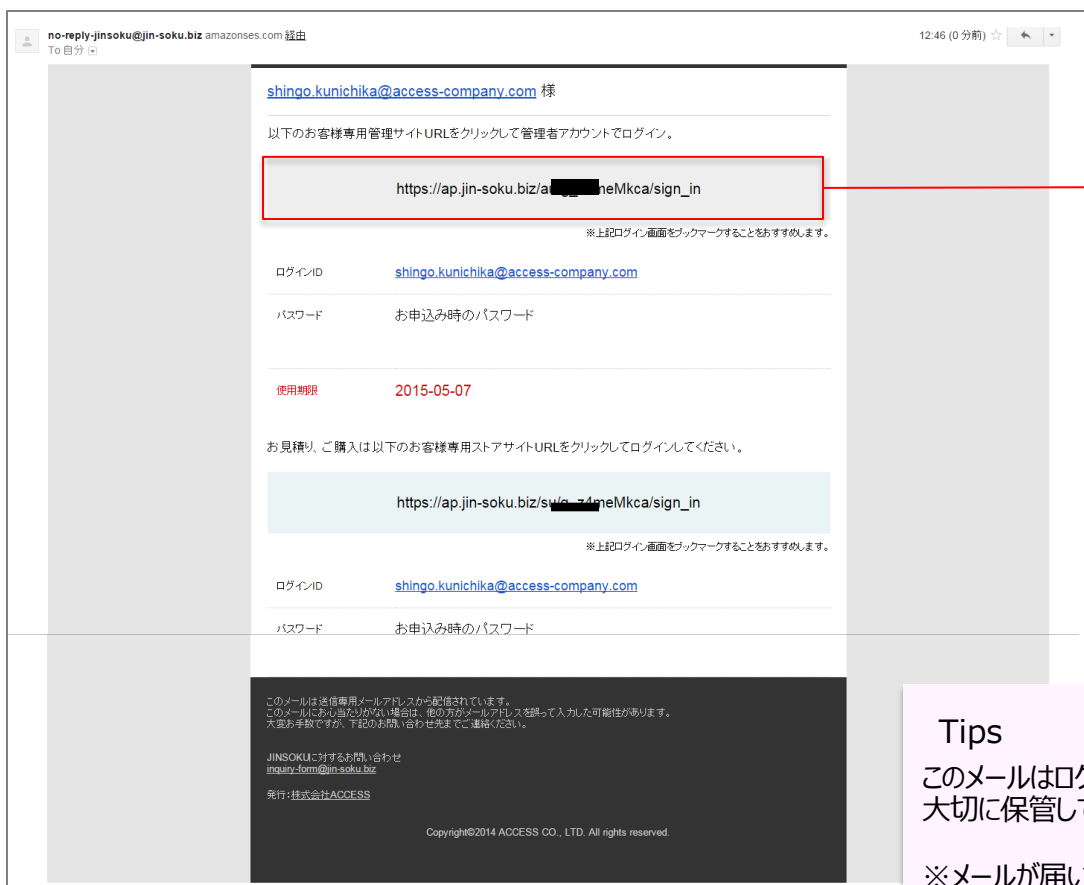 no-reply-jinsoku@jin-soku.biz amazonses.com 経由
12:46 (0 分前)
To 自分
shingo.kunichika@access-company.com 様
以下のお客様専用管理サイトURLをクリックして管理者アカウントでログイン。
https://ap.jin-soku.biz/a meMkca/sign_in
※上記ログイン画面をブックマークすることをおすすめします。
ログインID shingo.kunichika@access-company.com
パスワード お申込み時のパスワード
使用期限 2015-05-07
お見積り、ご購入は以下のお客様専用ストアサイトURLをクリックしてログインしてください。
https://ap.jin-soku.biz/su/g_z4meMkca/sign_in
※上記ログイン画面をブックマークすることをおすすめします。
ログインID shingo.kunichika@access-company.com
パスワード お申込み時のパスワード
このメールは送信専用メールアドレスから配信されています。
このメールにお心当たりがない場合は、他の方がメールアドレスを誤って入力した可能性があります。
大変お手数ですが、下記のお問い合わせ先までご連絡ください。
JINSOKUに対するお問い合わせ
inquiry-form@jin-soku.biz
発行:株式会社ACCESS
Copyright©2014 ACCESS CO., LTD. All rights reserved.
Tips
このメールはログ
大切に保管して
※メールが届い